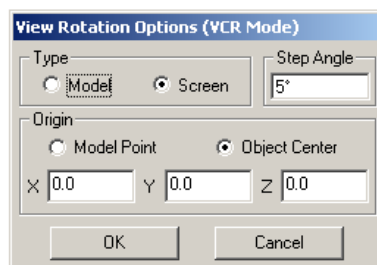 View Rotation Options (VCR Mode)
Type
Step Angle
Model Screen
5°
Origin
Model Point Object Center
X 0.0 Y 0.0 Z 0.0
OK Cancel